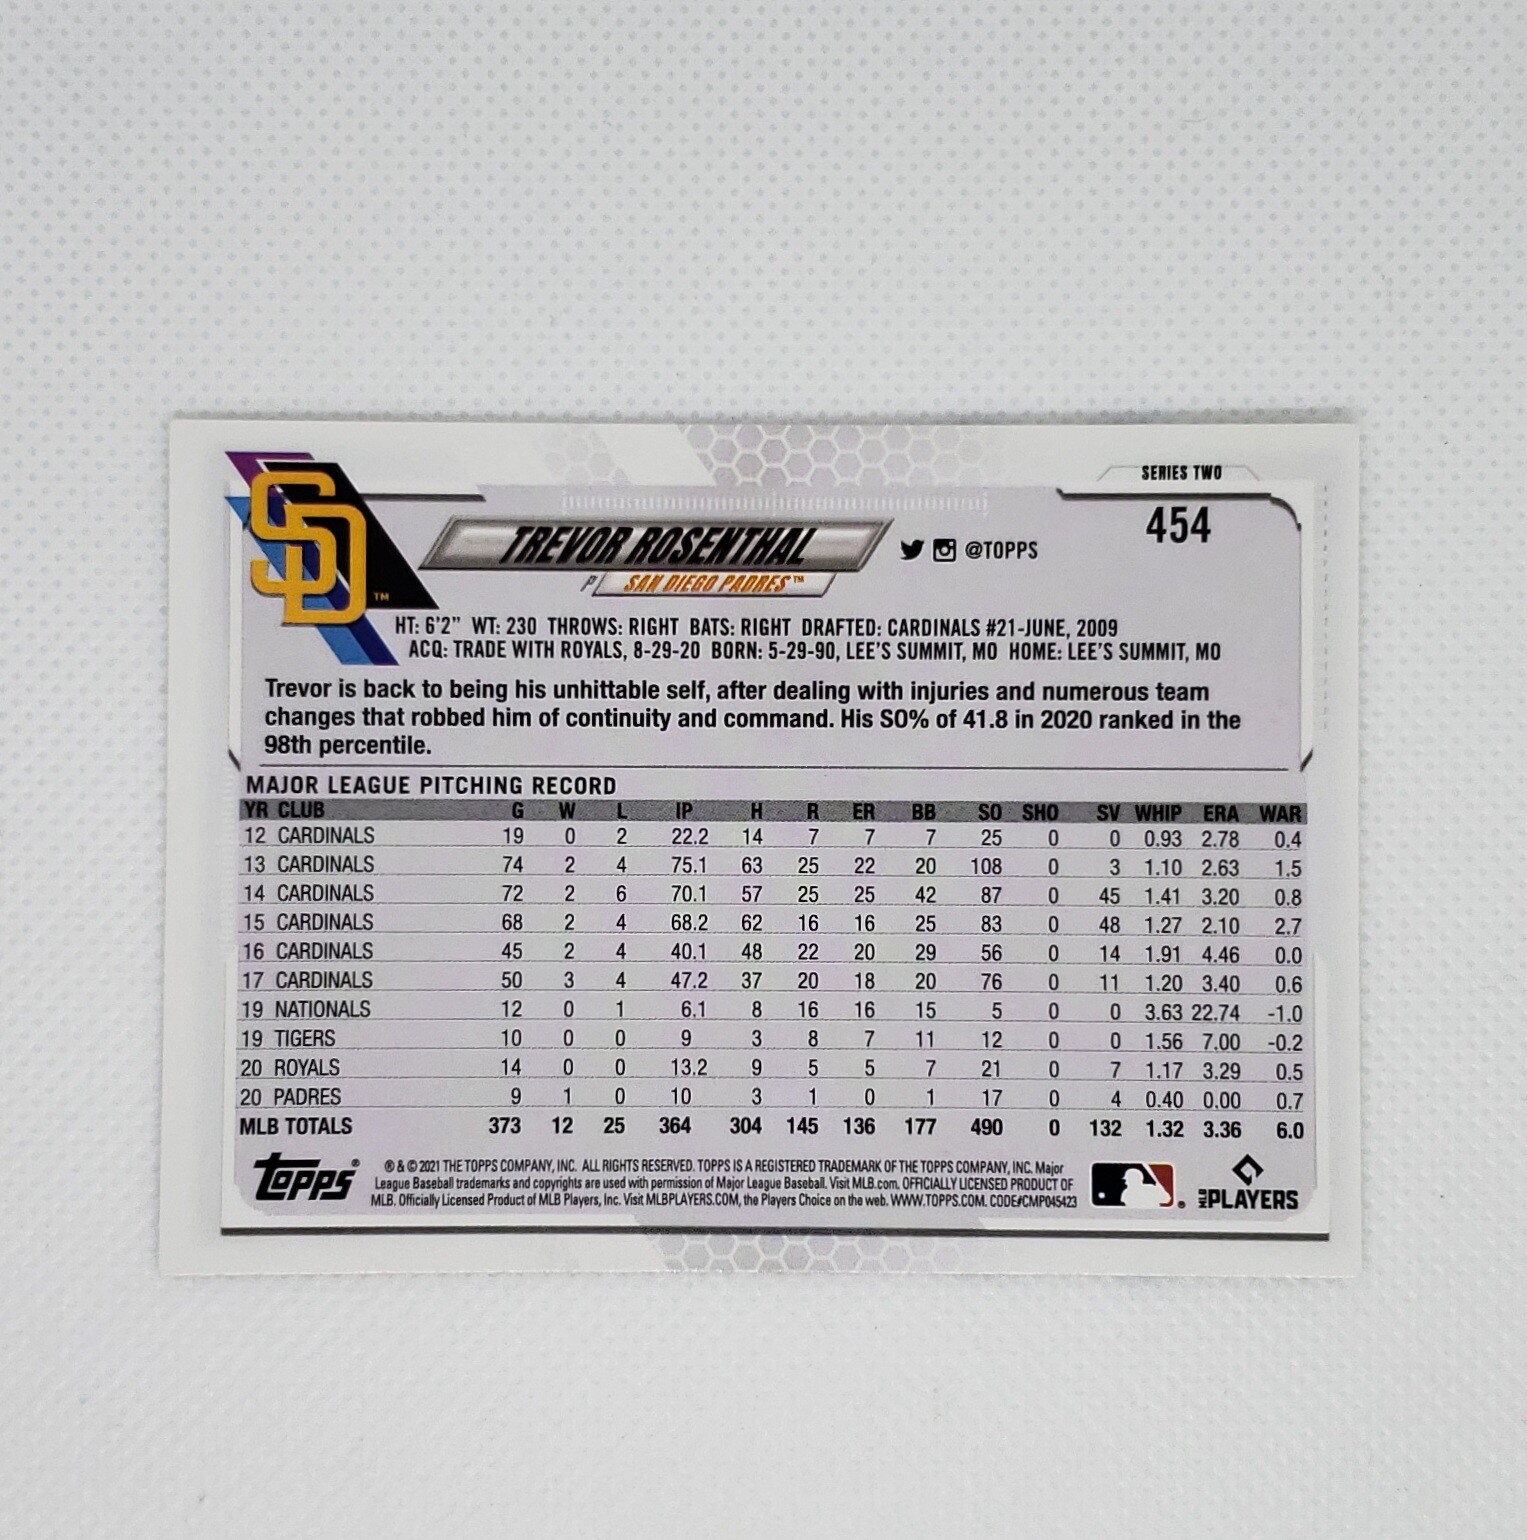 SERIES TWO
454
SD
TM
TREVOR ROSENTHAL
@TOPPS
P SAN DIEGO PADRES™
HT: 6'2" WT: 230 THROWS: RIGHT BATS: RIGHT DRAFTED: CARDINALS #21-JUNE, 2009
ACQ: TRADE WITH ROYALS, 8-29-20 BORN: 5-29-90, LEE'S SUMMIT, MO HOME: LEE'S SUMMIT, MO
Trevor is back to being his unhittable self, after dealing with injuries and numerous team
changes that robbed him of continuity and command. His SO% of 41.8 in 2020 ranked in the
98th percentile.
MAJOR LEAGUE PITCHING RECORD
YR CLUB G W L IP H R ER BB SO SHO SV WHIP ERA WAR
12 CARDINALS 19 0 2 22.2 14 7 7 7 25 0 0 0.93 2.78 0.4
13 CARDINALS 74 2 4 75.1 63 25 22 20 108 0 3 1.10 2.63 1.5
14 CARDINALS 72 2 6 70.1 57 25 25 42 87 0 45 1.41 3.20 0.8
15 CARDINALS 68 2 4 68.2 62 16 16 25 83 0 48 1.27 2.10 2.7
16 CARDINALS 45 2 4 40.1 48 22 20 29 56 0 14 1.91 4.46 0.0
17 CARDINALS 50 3 4 47.2 37 20 18 20 76 0 11 1.20 3.40 0.6
19 NATIONALS 12 0 1 6.1 8 16 16 15 5 0 0 3.63 22.74 -1.0
19 TIGERS 10 0 0 9 3 8 7 11 12 0 0 1.56 7.00 -0.2
20 ROYALS 14 0 0 13.2 9 5 5 7 21 0 7 1.17 3.29 0.5
20 PADRES 9 1 0 10 3 1 0 1 17 0 4 0.40 0.00 0.7
MLB TOTALS 373 12 25 364 304 145 136 177 490 0 132 1.32 3.36 6.0
topps®
® & © 2021 THE TOPPS COMPANY, INC. ALL RIGHTS RESERVED. TOPPS IS A REGISTERED TRADEMARK OF THE TOPPS COMPANY, INC. Major
League Baseball trademarks and copyrights are used with permission of Major League Baseball. Visit MLB.com. OFFICIALLY LICENSED PRODUCT OF
MLB. Officially Licensed Product of MLB Players, Inc. Visit MLBPLAYERS.COM, the Players Choice on the web. WWW.TOPPS.COM. CODE#CMP045423
®
MLB PLAYERS